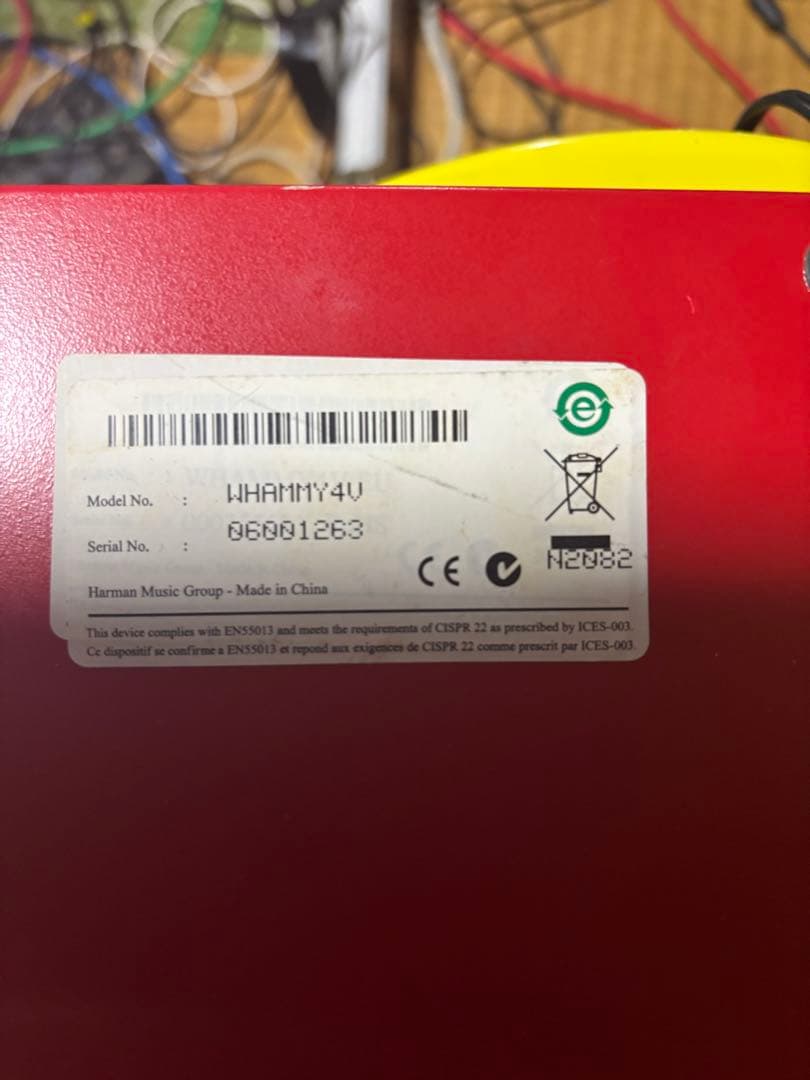 e
Model No. : WHAMMY4V
Serial No. : 06001263
N2082
CE
Harman Music Group - Made in China
This device complies with EN55013 and meets the requirements of CISPR 22 as prescribed by ICES-003.
Ce dispositif se confirme a EN55013 et repond aux exigences de CISPR 22 comme prescrit par ICES-003.